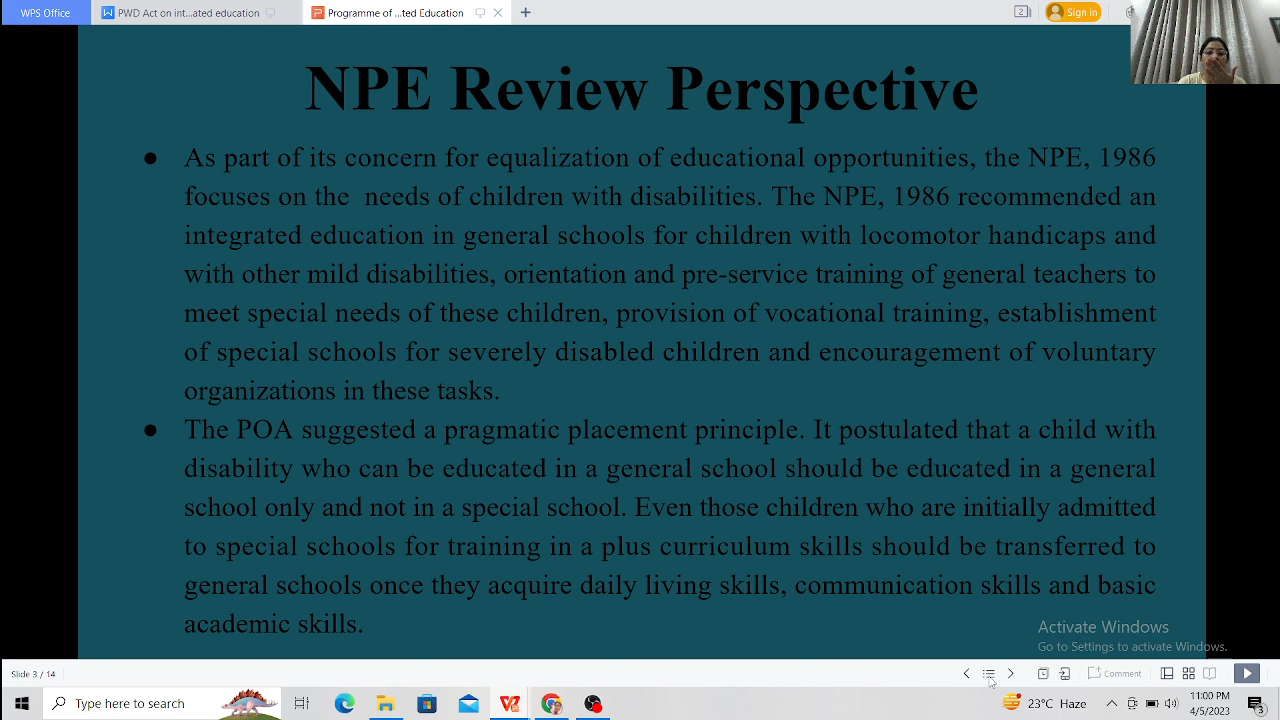 WPS Office
PWD Act on int...ated education
Programme of ...ted Education
Sign in
NPE Review Perspective
● As part of its concern for equalization of educational opportunities, the NPE, 1986
focuses on the needs of children with disabilities. The NPE, 1986 recommended an
integrated education in general schools for children with locomotor handicaps and
with other mild disabilities, orientation and pre-service training of general teachers to
meet special needs of these children, provision of vocational training, establishment
of special schools for severely disabled children and encouragement of voluntary
organizations in these tasks.
● The POA suggested a pragmatic placement principle. It postulated that a child with
disability who can be educated in a general school should be educated in a general
school only and not in a special school. Even those children who are initially admitted
to special schools for training in a plus curriculum skills should be transferred to
general schools once they acquire daily living skills, communication skills and basic
academic skills.
Activate Windows
Go to Settings to activate Windows.
Slide 3 / 14
Comment
Type here to search
23°C Haze
11:00 PM
4/5/2023